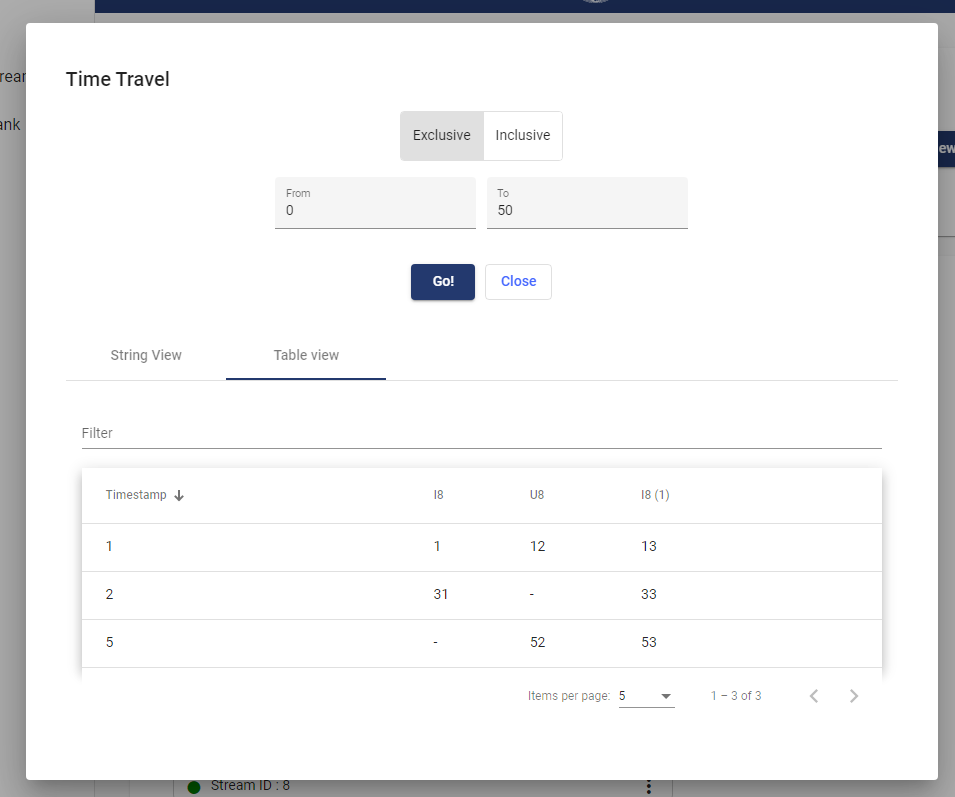 Time Travel
Exclusive Inclusive
From To
0 50
Go! Close
String View Table view
Filter
Timestamp I8 U8 I8 (1)
1 1 12 13
2 31 - 33
5 - 52 53
Items per page: 5 1 – 3 of 3
Stream ID : 8